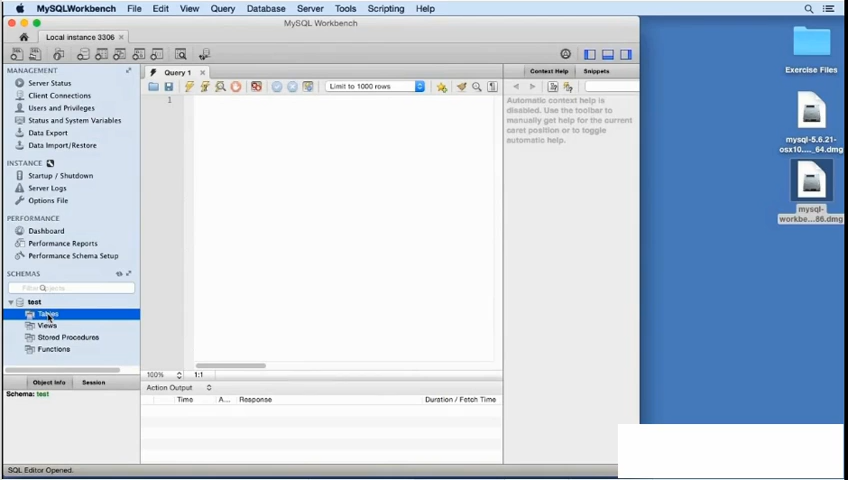 MySQLWorkbench File Edit View Query Database Server Tools Scripting Help
MySQL Workbench
Local instance 3306
MANAGEMENT
Server Status
Client Connections
Users and Privileges
Status and System Variables
Data Export
Data Import/Restore
INSTANCE
Startup / Shutdown
Server Logs
Options File
PERFORMANCE
Dashboard
Performance Reports
Performance Schema Setup
SCHEMAS
Filter objects
test
Tables
Views
Stored Procedures
Functions
Object Info Session
Schema: test
SQL Editor Opened.
Query 1
Limit to 1000 rows
1
100% 1:1
Action Output
Time A... Response Duration / Fetch Time
Context Help Snippets
Automatic context help is
disabled. Use the toolbar to
manually get help for the
current caret position or to
toggle automatic help.
Exercise Files
mysql-5.6.21-
osx10...._64.dmg
mysql-
workbe...86.dmg